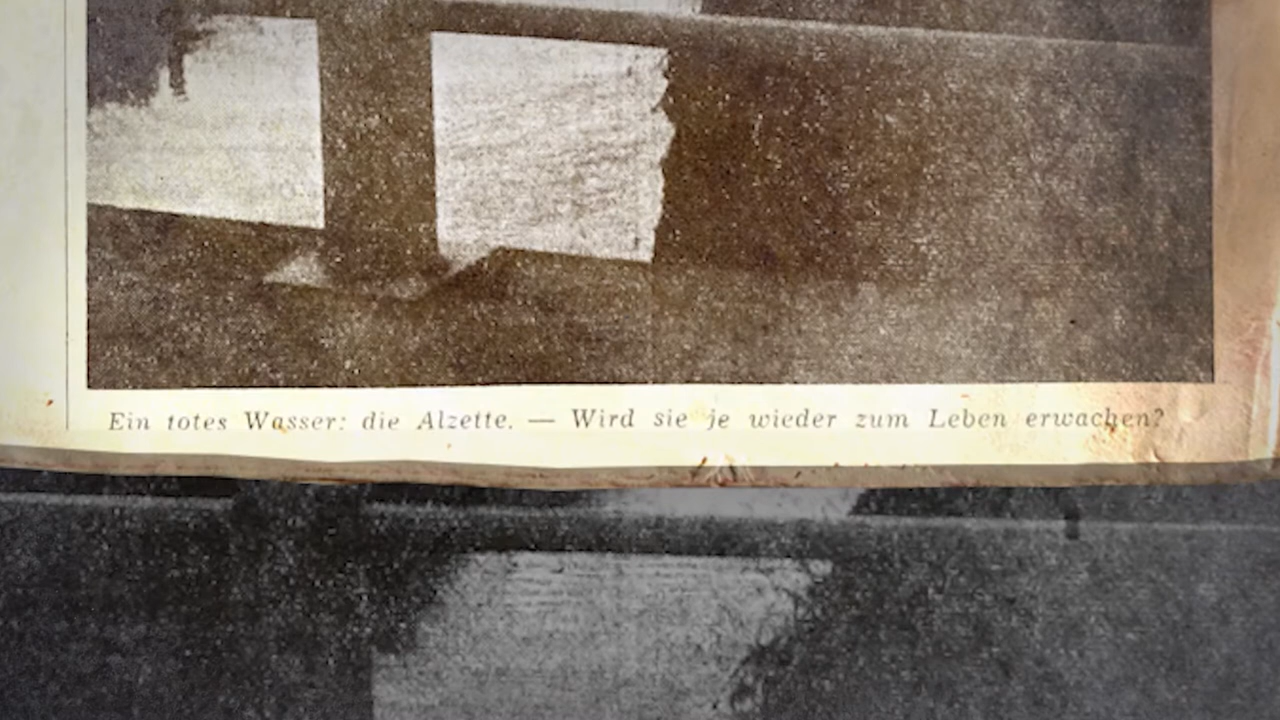 Ein totes Wasser: die Alzette. — Wird sie je wieder zum Leben erwachen?